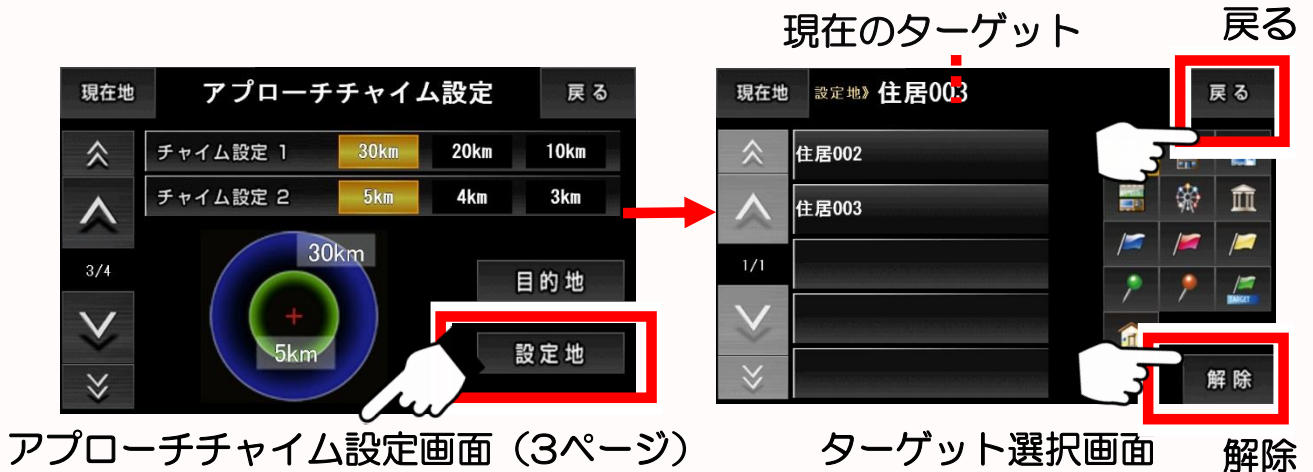 現在のターゲット
戻る
現在地
アプローチチャイム設定
戻る
チャイム設定 1
30km
20km
10km
チャイム設定 2
5km
4km
3km
3/4
30km
5km
目的地
設定地
現在地
設定地》住居003
戻る
住居002
住居003
1/1
TARGET
解除
アプローチチャイム設定画面（3ページ）
ターゲット選択画面
解除